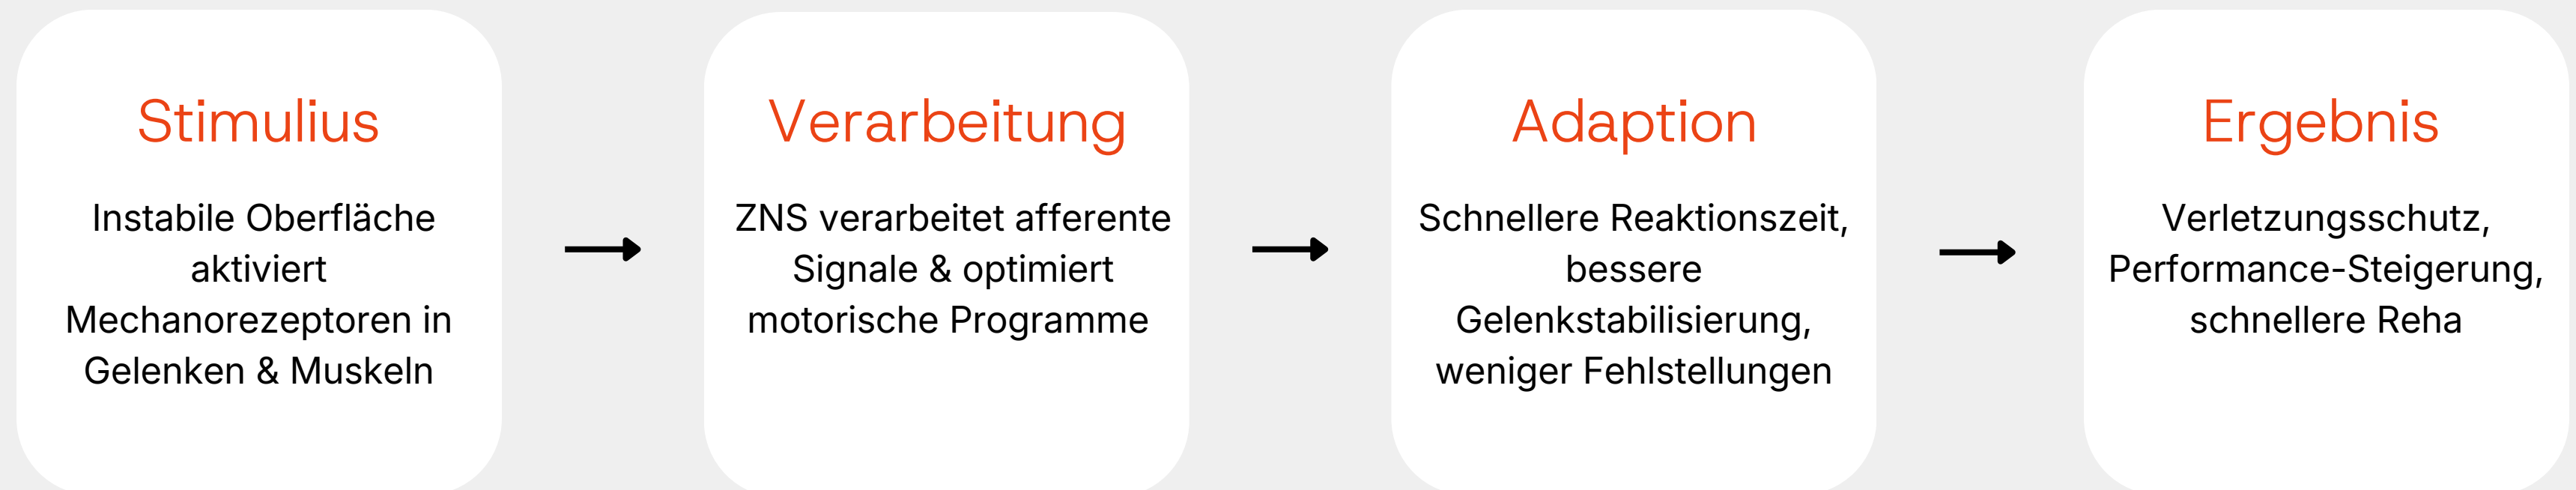 Stimulius
Instabile Oberfläche
aktiviert
Mechanorezeptoren in
Gelenken & Muskeln
Verarbeitung
ZNS verarbeitet afferente
Signale & optimiert
motorische Programme
Adaption
Schnellere Reaktionszeit,
bessere
Gelenkstabilisierung,
weniger Fehlstellungen
Ergebnis
Verletzungsschutz,
Performance-Steigerung,
schnellere Reha